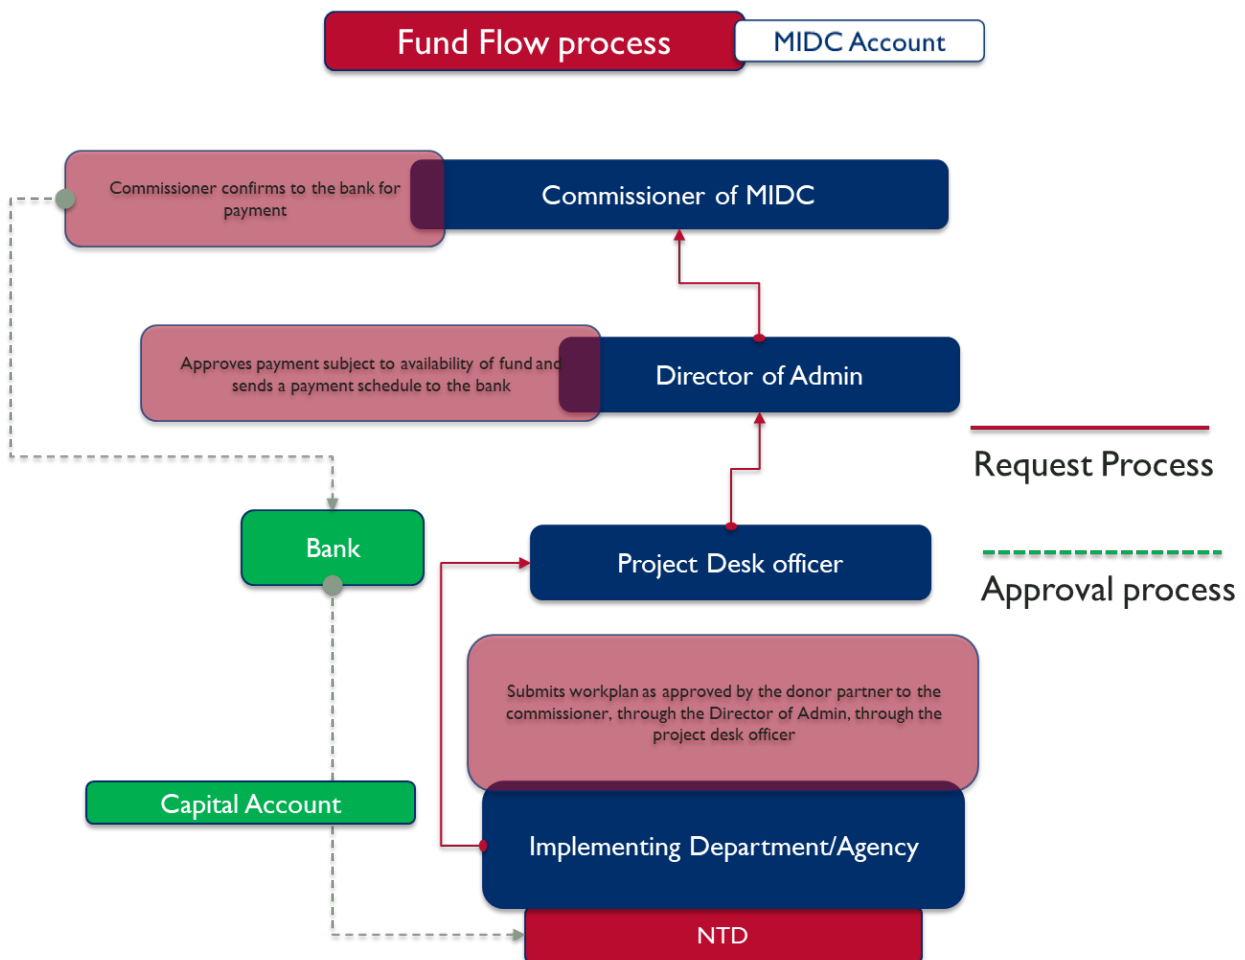 Fund Flow process
MIDC Account
Commissioner confirms to the bank for
payment
Commissioner of MIDC
Approves payment subject to availability of fund and
sends a payment schedule to the bank
Director of Admin
Request Process
Bank
Project Desk officer
Approval process
Submits workplan as approved by the donor partner to the
commissioner, through the Director of Admin, through the
project desk officer
Capital Account
Implementing Department/Agency
NTD